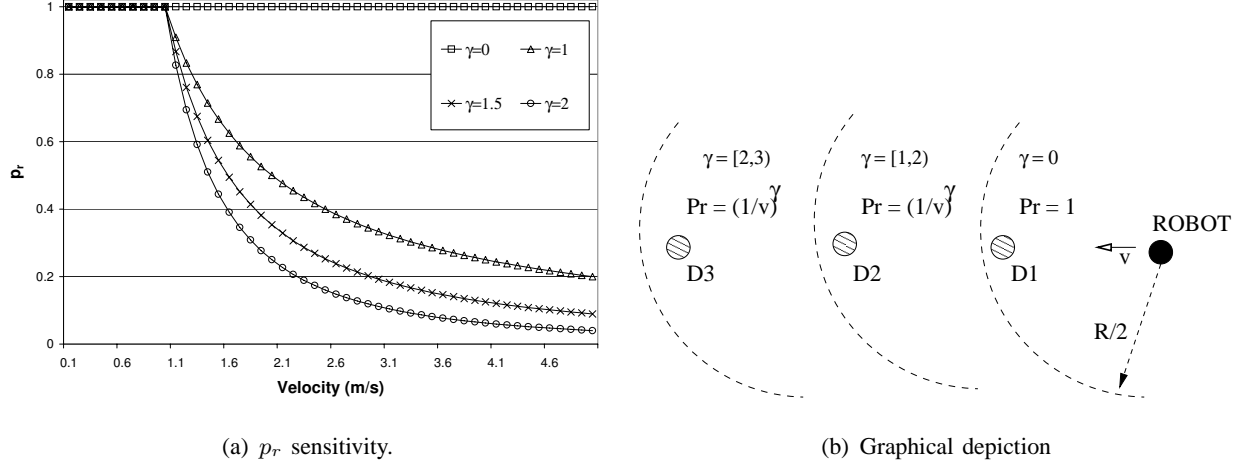 1
0.8
0.6
0.4
0.2
0
pr
γ=0
γ=1
γ=1.5
γ=2
0.1 0.6 1.1 1.6 2.1 2.6 3.1 3.6 4.1 4.6
Velocity (m/s)
(a) pr sensitivity.
γ = [2,3) γ = [1,2) γ = 0
Pr = (1/v)γ Pr = (1/v)γ Pr = 1
ROBOT
D3 D2 D1 v
R/2
(b) Graphical depiction